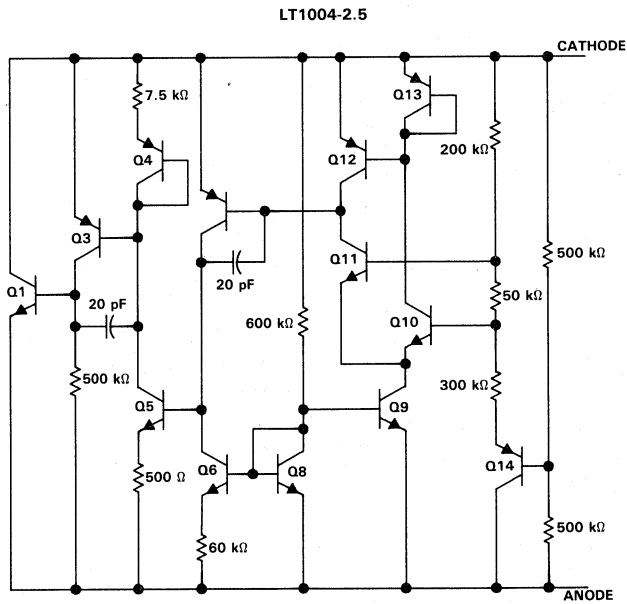 LT1004-2.5
CATHODE
7.5 kΩ
Q13
Q4
Q12
200 kΩ
Q3
Q11
500 kΩ
20 pF
Q1
50 kΩ
20 pF
600 kΩ
Q10
500 kΩ
300 kΩ
Q5
Q9
Q6
Q8
Q14
500 Ω
500 kΩ
60 kΩ
ANODE